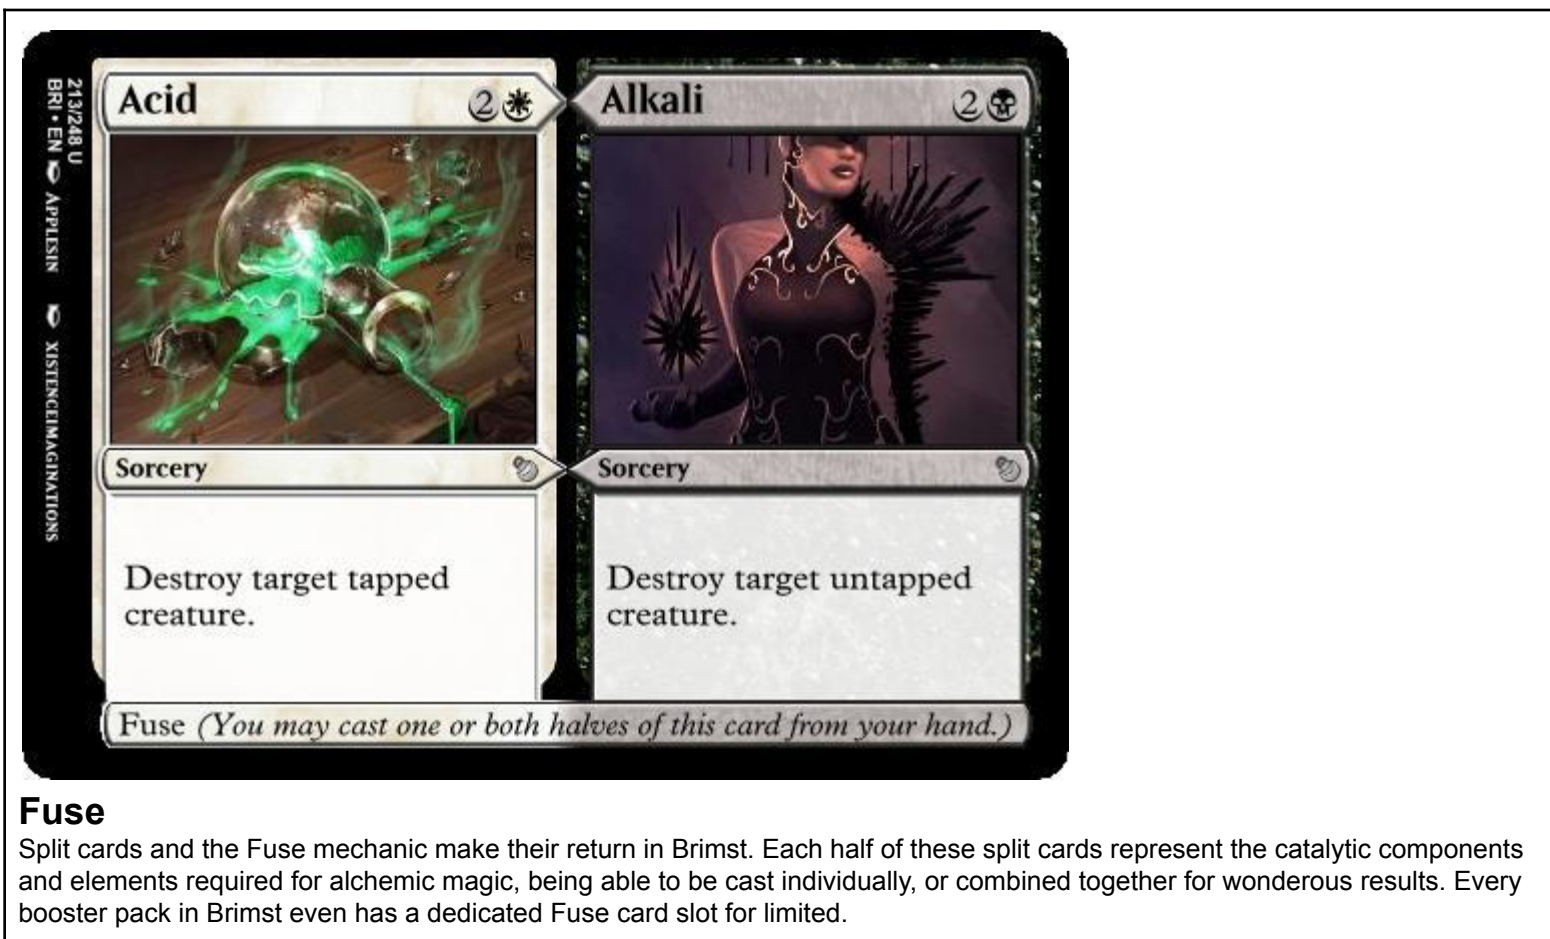 213/248 U
BRI • EN APPLESIN XISTENCEIMAGINATIONS
Acid 2
Alkali 2
Sorcery
Sorcery
Destroy target tapped
creature.
Destroy target untapped
creature.
Fuse (You may cast one or both halves of this card from your hand.)
Fuse
Split cards and the Fuse mechanic make their return in Brimst. Each half of these split cards represent the catalytic components
and elements required for alchemic magic, being able to be cast individually, or combined together for wonderous results. Every
booster pack in Brimst even has a dedicated Fuse card slot for limited.